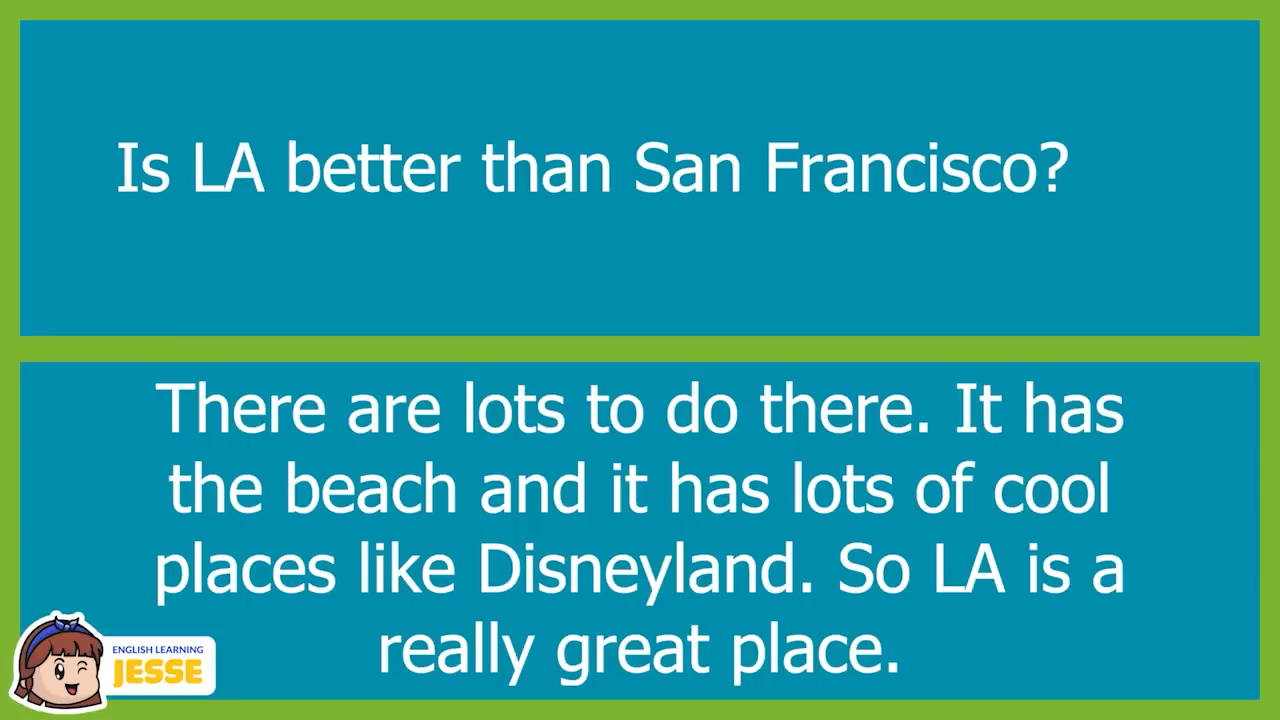 Is LA better than San Francisco?
There are lots to do there. It has
the beach and it has lots of cool
places like Disneyland. So LA is a
really great place.
ENGLISH LEARNING
JESSE